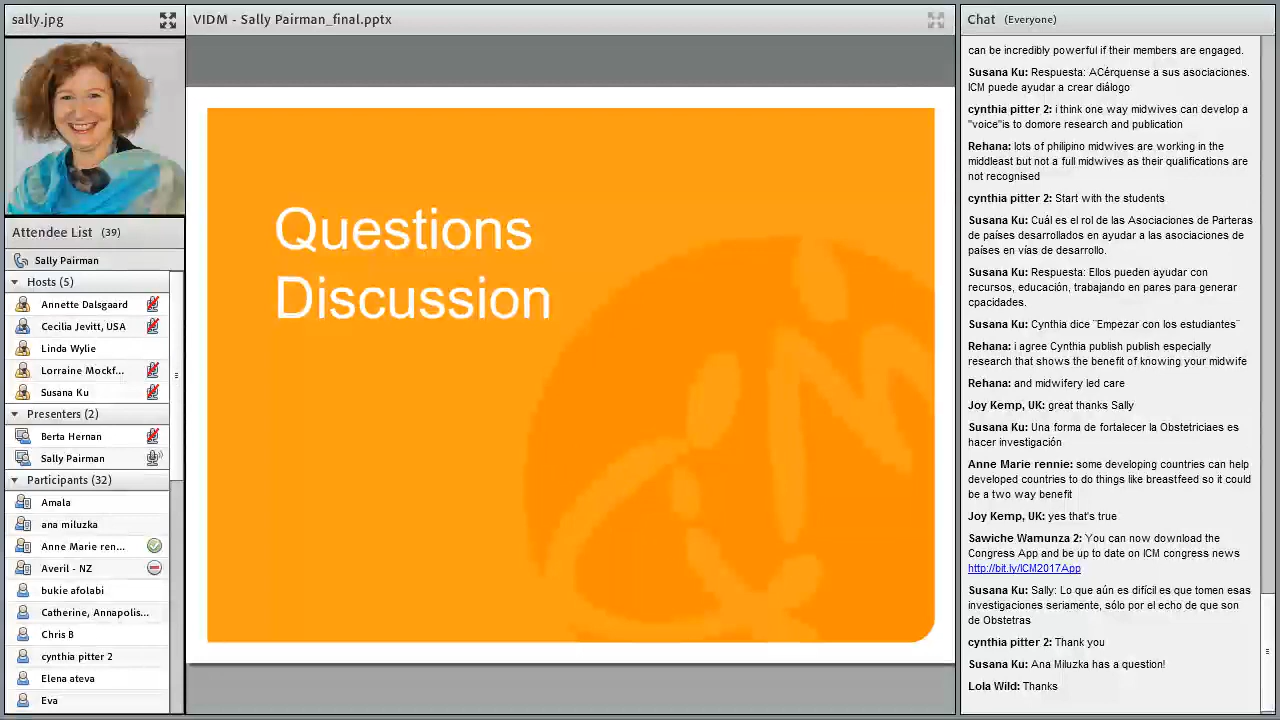 sally.jpg
Attendee List (39)
Sally Pairman
Hosts (5)
Annette Dalsgaard
Cecilia Jevitt, USA
Linda Wylie
Lorraine Mockf...
Susana Ku
Presenters (2)
Berta Hernan
Sally Pairman
Participants (32)
Amala
ana miluzka
Anne Marie ren...
Averil - NZ
bukie afolabi
Catherine, Annapolis...
Chris B
cynthia pitter 2
Elena ateva
Eva
VIDM - Sally Pairman_final.pptx
Questions
Discussion
Chat (Everyone)
can be incredibly powerful if their members are engaged.
Susana Ku: Respuesta: ACérquense a sus asociaciones.
ICM puede ayudar a crear diálogo
cynthia pitter 2: i think one way midwives can develop a
"voice"is to domore research and publication
Rehana: lots of philipino midwives are working in the
middleast but not a full midwives as their qualifications are
not recognised
cynthia pitter 2: Start with the students
Susana Ku: Cuál es el rol de las Asociaciones de Parteras
de países desarrollados en ayudar a las asociaciones de
países en vías de desarrollo.
Susana Ku: Respuesta: Ellos pueden ayudar con
recursos, educación, trabajando en pares para generar
cpacidades.
Susana Ku: Cynthia dice ¨Empezar con los estudiantes¨
Rehana: i agree Cynthia publish publish especially
research that shows the benefit of knowing your midwife
Rehana: and midwifery led care
Joy Kemp, UK: great thanks Sally
Susana Ku: Una forma de fortalecer la Obstetriciaes es
hacer investigación
Anne Marie rennie: some developing countries can help
developed countries to do things like breastfeed so it could
be a two way benefit
Joy Kemp, UK: yes that's true
Sawiche Wamunza 2: You can now download the
Congress App and be up to date on ICM congress news
http://bit.ly/ICM2017App
Susana Ku: Sally: Lo que aún es difícil es que tomen esas
investigaciones seriamente, sólo por el echo de que son
de Obstetras
cynthia pitter 2: Thank you
Susana Ku: Ana Miluzka has a question!
Lola Wild: Thanks